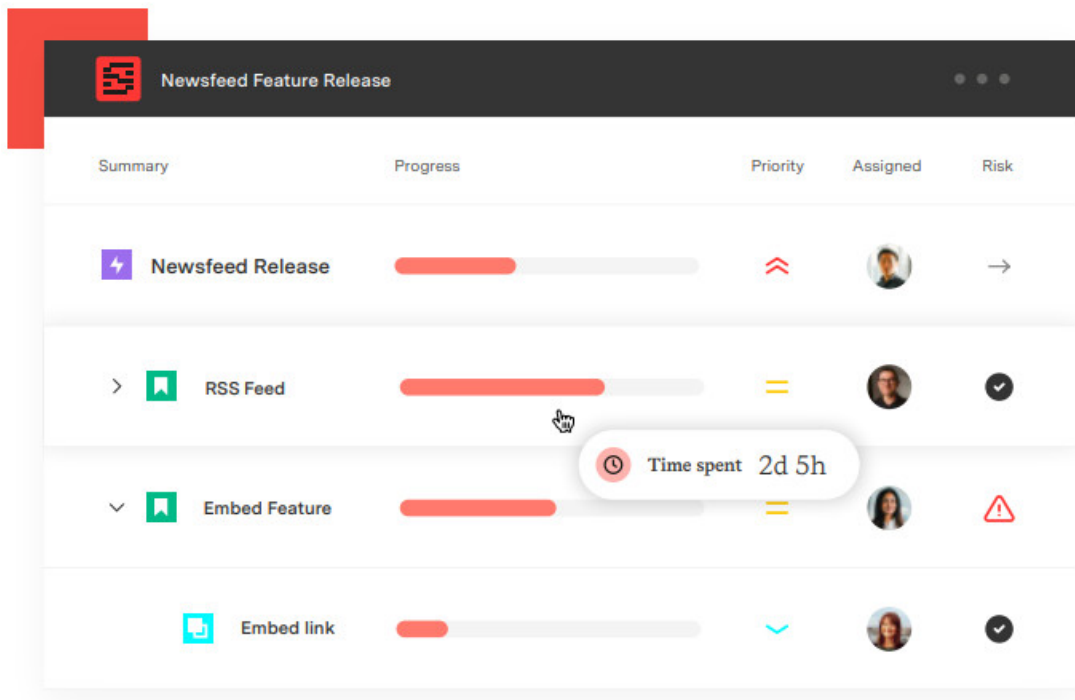 Newsfeed Feature Release
Summary Progress Priority Assigned Risk
Newsfeed Release
RSS Feed
Time spent 2d 5h
Embed Feature
Embed link